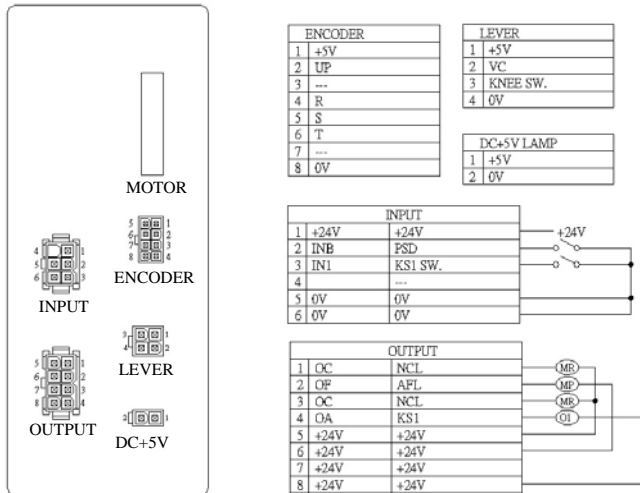 MOTOR
5 1
6 2
7 3
8 4
ENCODER
4 1
5 2
6 3
INPUT
3 1
4 2
LEVER
5 1
6 2
7 3
8 4
OUTPUT
2 1
DC+5V
ENCODER
1 +5V
2 UP
3 ---
4 R
5 S
6 T
7 ---
8 0V
LEVER
1 +5V
2 VC
3 KNEE SW.
4 0V
DC+5V LAMP
1 +5V
2 0V
INPUT
1 +24V +24V
2 INB PSD
3 IN1 KS1 SW.
4 ---
5 0V 0V
6 0V 0V
+24V
OUTPUT
1 OC NCL
2 OF AFL
3 OC NCL
4 OA KS1
5 +24V +24V
6 +24V +24V
7 +24V +24V
8 +24V +24V
MR
MP
MR
O1